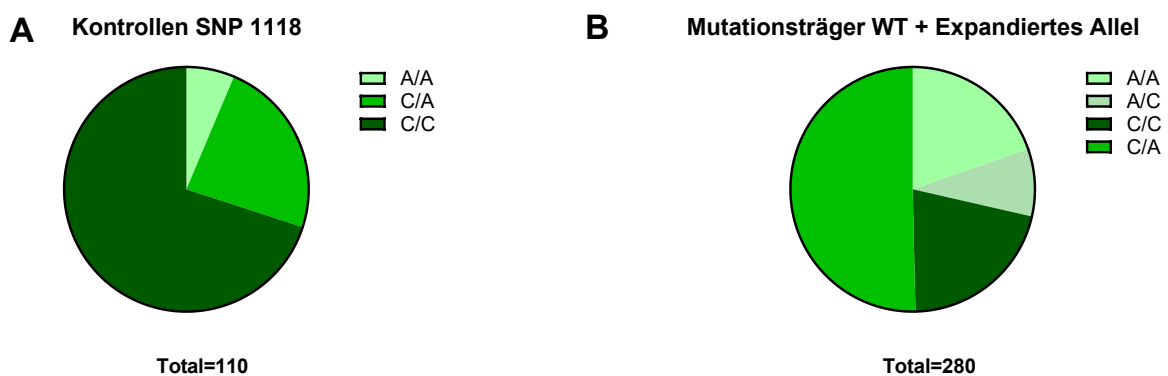 A
Kontrollen SNP 1118
A/A
C/A
C/C
Total=110
B
Mutationsträger WT + Expandiertes Allel
A/A
A/C
C/C
C/A
Total=280